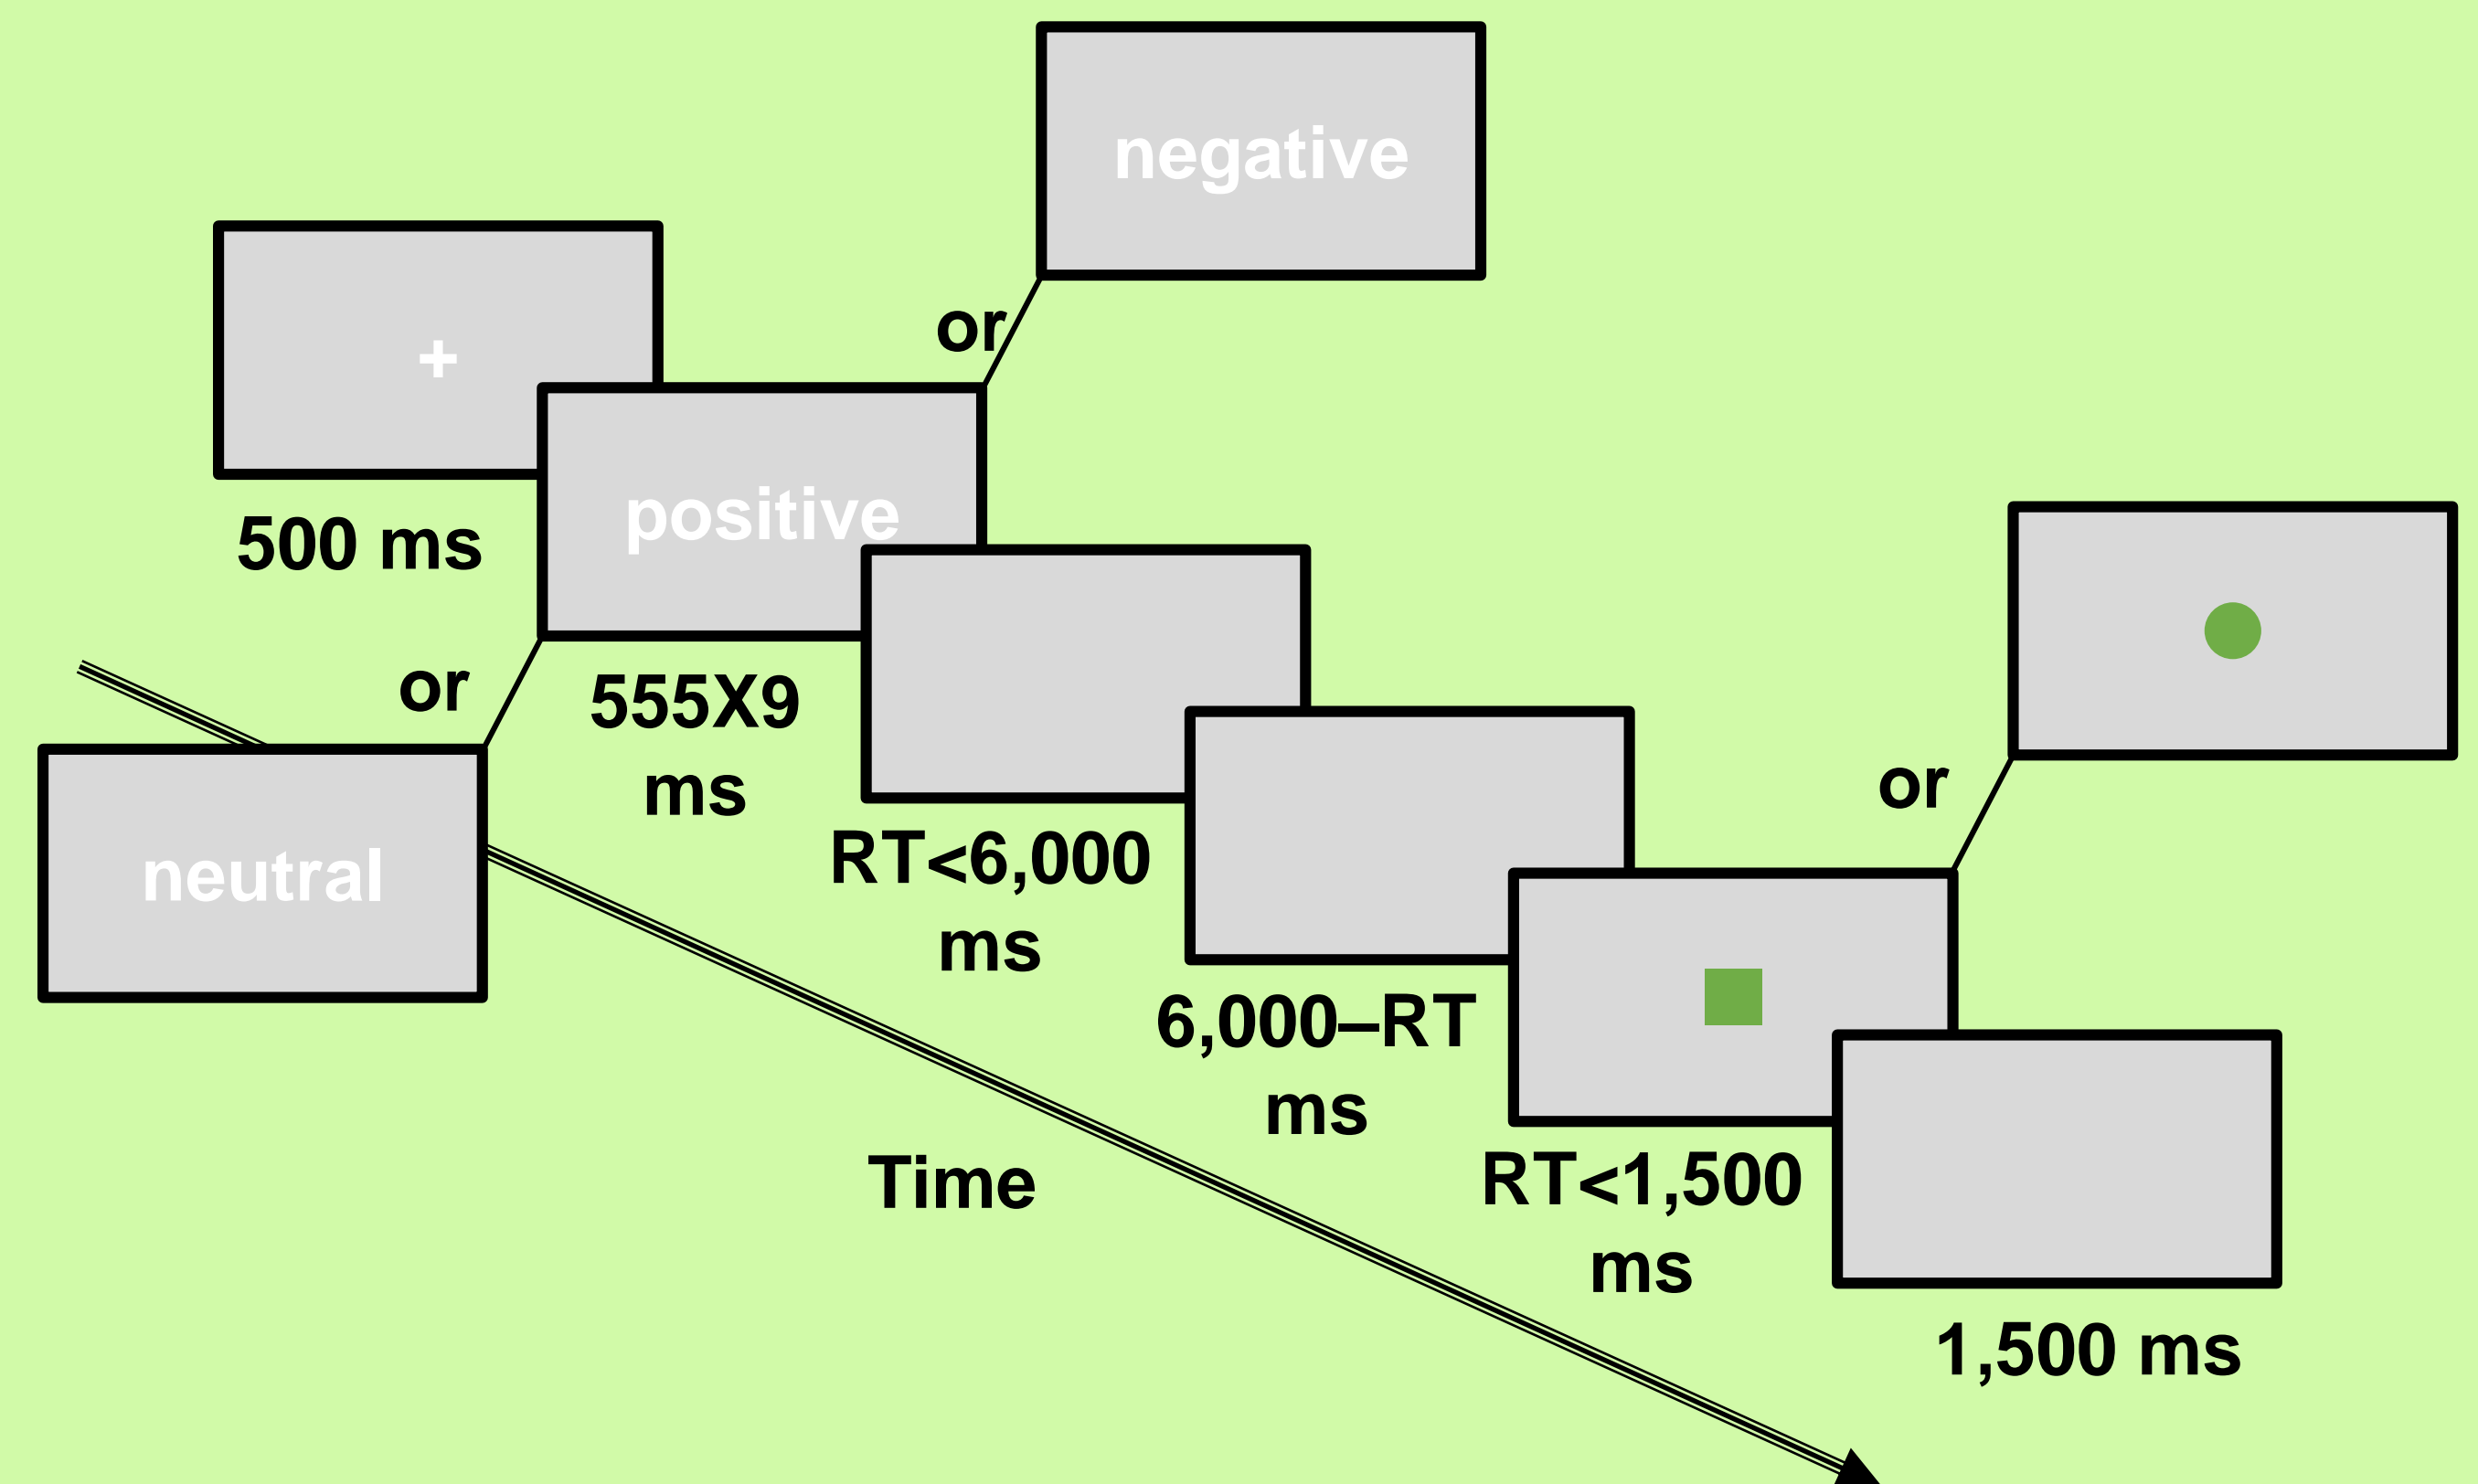 negative
or
+
positive
500 ms
or
555X9
ms
neutral
RT<6,000
ms
or
6,000–RT
ms
RT<1,500
ms
Time
1,500 ms